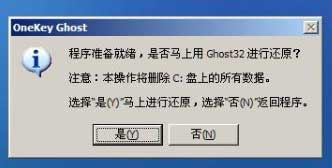 OneKey Ghost
程序准备就绪，是否马上用 Ghost32 进行还原？
注意：本操作将删除 C: 盘上的所有数据。
选择"是(Y)"马上进行还原，选择"否(N)"返回程序。
是(Y)
否(N)